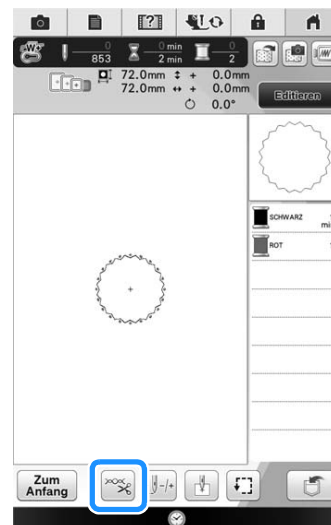 0 0 min 0
853 2 min 2
72.0mm + 0.0mm
72.0mm + 0.0mm
0.0°
Editieren
SCHWARZ
min
ROT
Zum
Anfang
-/+